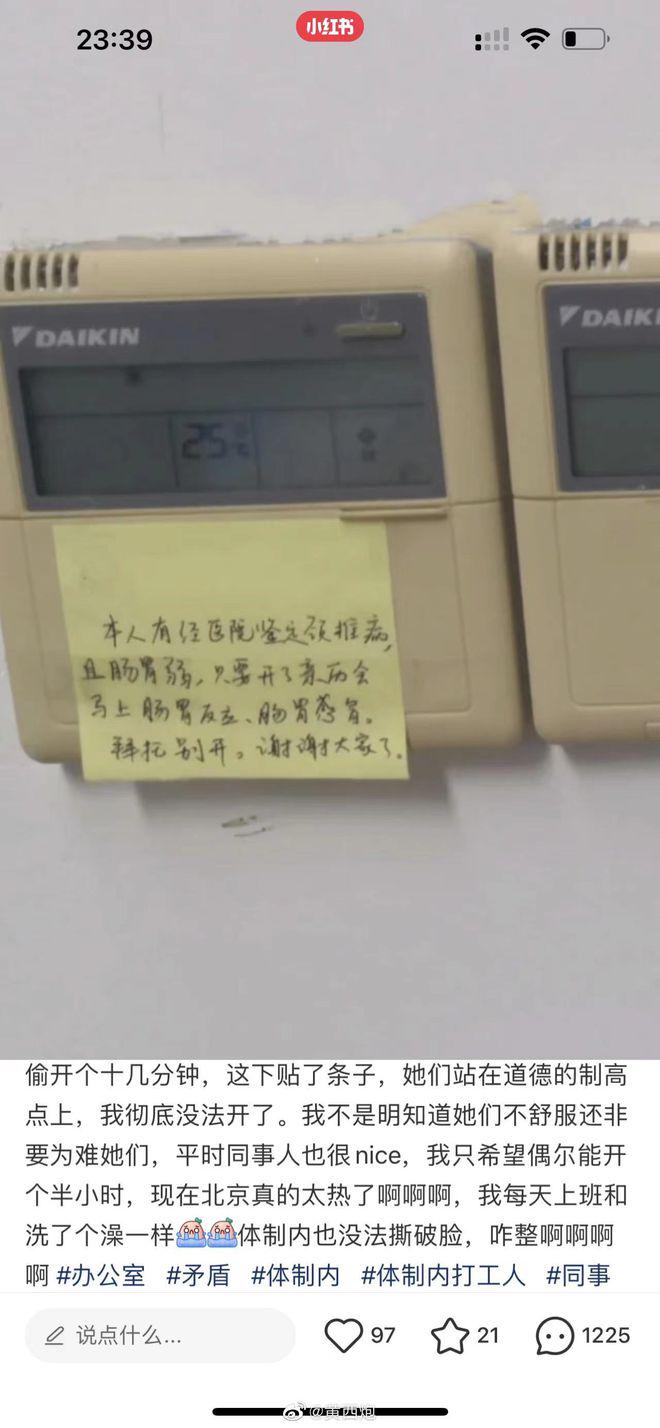 23:39
小红书
DAIKIN
DAIKI
25
本人有经医院鉴定颈椎病，
且肠胃弱，只要开了
马上肠胃反应、肠胃感冒。
拜托别开。谢谢大家了。
偷开个十几分钟，这下贴了条子，她们站在道德的制高
点上，我彻底没法开了。我不是明知道她们不舒服还非
要为难她们，平时同事人也很nice，我只希望偶尔能开
个半小时，现在北京真的太热了啊啊啊，我每天上班和
洗了个澡一样😭😭体制内也没法撕破脸，咋整啊啊啊
啊 #办公室 #矛盾 #体制内 #体制内打工人 #同事
说点什么... 97 21 1225
@黄西炮